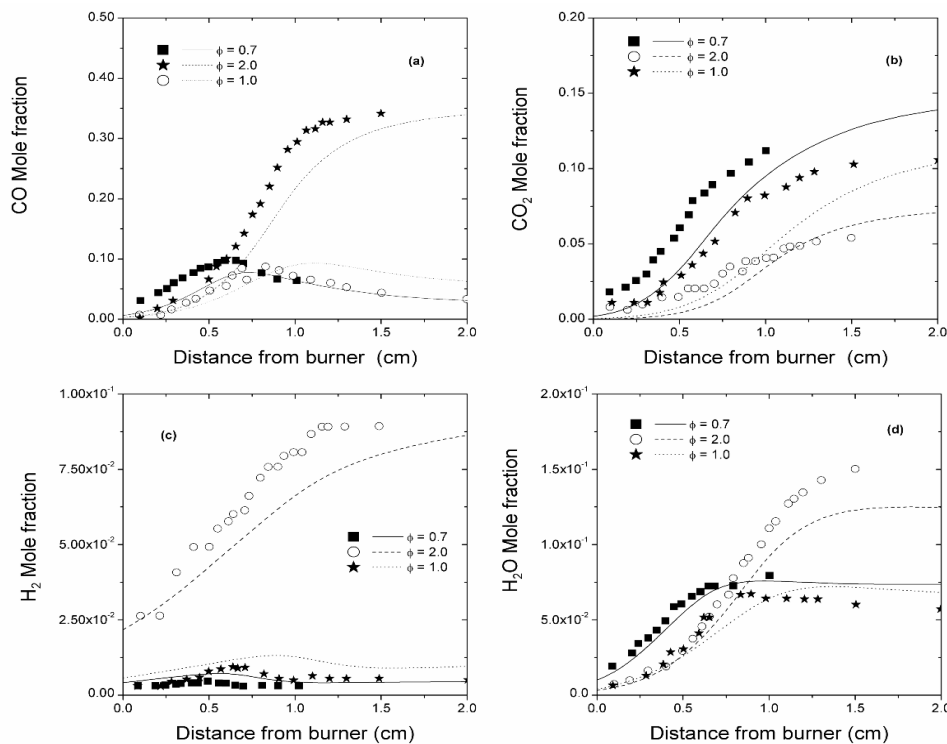 0.50
0.40
0.30
0.20
0.10
0.00
CO Mole fraction
ϕ = 0.7
ϕ = 2.0
ϕ = 1.0
(a)
0.0 0.5 1.0 1.5 2.0
Distance from burner (cm)
0.20
0.15
0.10
0.05
0.00
CO₂ Mole fraction
ϕ = 0.7
ϕ = 2.0
ϕ = 1.0
(b)
0.0 0.5 1.0 1.5 2.0
Distance from burner (cm)
1.00x10⁻¹
7.50x10⁻²
5.00x10⁻²
2.50x10⁻²
0.00
H₂ Mole fraction
(c)
ϕ = 0.7
ϕ = 2.0
ϕ = 1.0
0.0 0.5 1.0 1.5 2.0
Distance from burner (cm)
2.0x10⁻¹
1.5x10⁻¹
1.0x10⁻¹
5.0x10⁻²
0.0
H₂O Mole fraction
ϕ = 0.7
ϕ = 2.0
ϕ = 1.0
(d)
0.0 0.5 1.0 1.5 2.0
Distance from burner (cm)